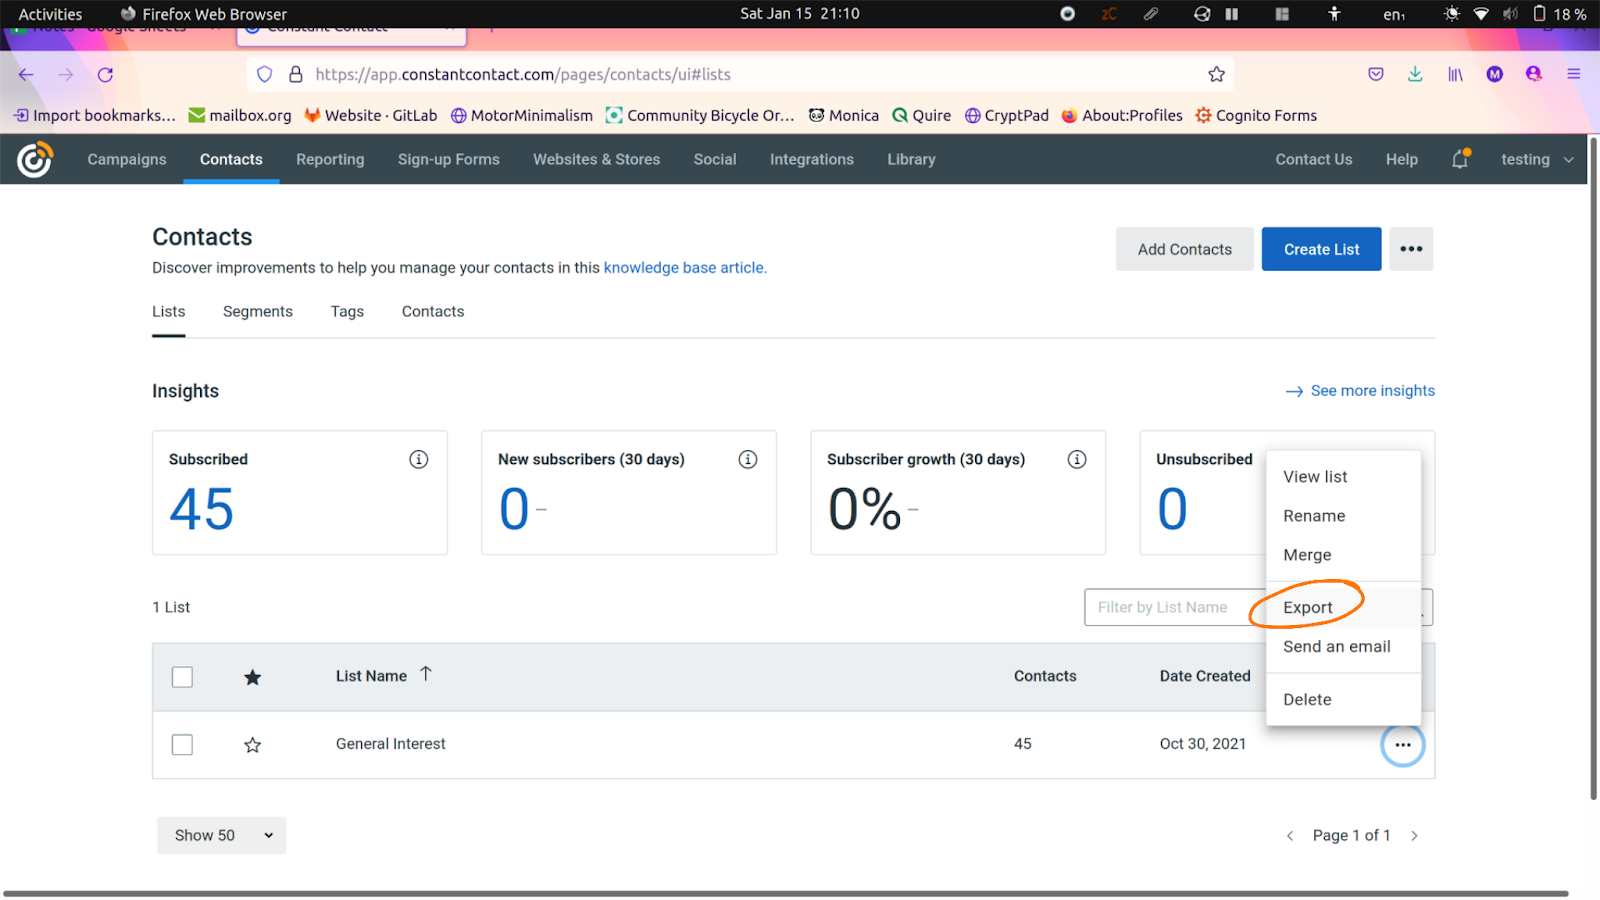 Activities Firefox Web Browser Sat Jan 15 21:10 zC en₁ 18 %
Notes - Google Sheets Constant Contact
https://app.constantcontact.com/pages/contacts/ui#lists M
Import bookmarks... mailbox.org Website · GitLab MotorMinimalism Community Bicycle Or... Monica Quire CryptPad About:Profiles Cognito Forms
Campaigns Contacts Reporting Sign-up Forms Websites & Stores Social Integrations Library Contact Us Help testing
Contacts
Add Contacts Create List •••
Discover improvements to help you manage your contacts in this knowledge base article.
Lists Segments Tags Contacts
Insights See more insights
Subscribed New subscribers (30 days) Subscriber growth (30 days) Unsubscribed
45 0 – 0% – 0
View list
Rename
Merge
Export
Send an email
Delete
1 List Filter by List Name
List Name ↑ Contacts Date Created
General Interest 45 Oct 30, 2021 •••
Show 50 Page 1 of 1